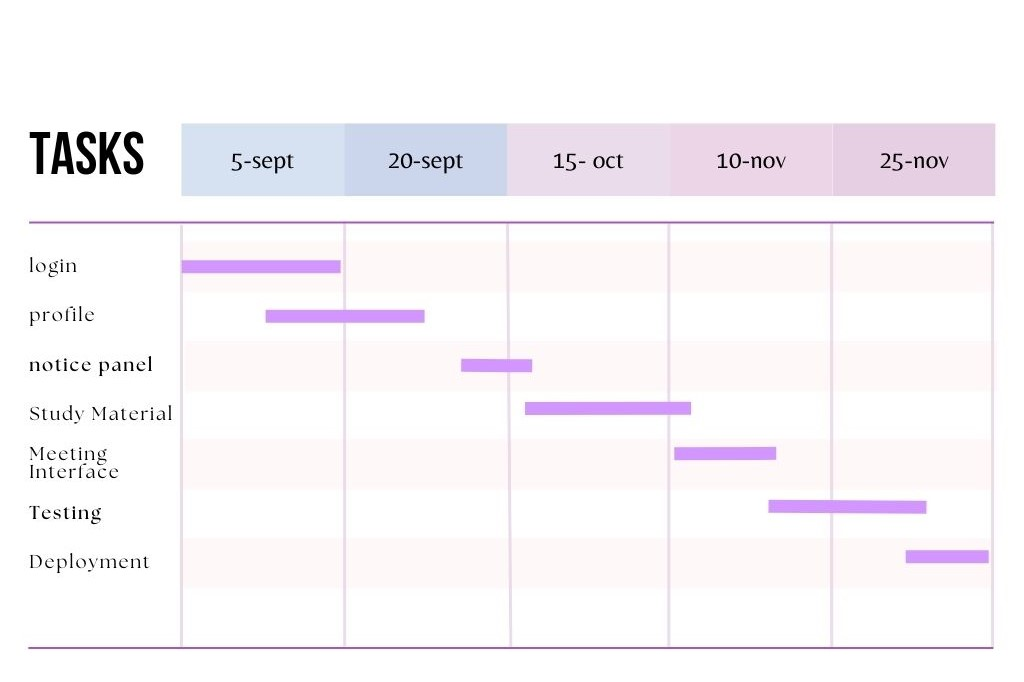 TASKS
5-sept
20-sept
15- oct
10-nov
25-nov
login
profile
notice panel
Study Material
Meeting
Interface
Testing
Deployment